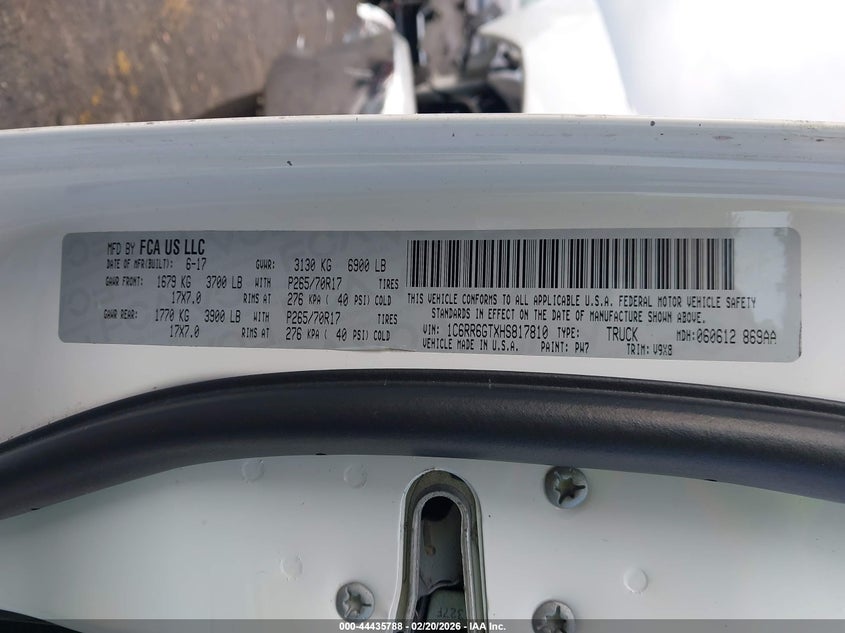 MFD BY FCA US LLC
DATE OF MFR(BUILT): 6-17 GVWR: 3130 KG 6900 LB
GAWR FRONT: 1679 KG 3700 LB WITH P265/70R17 TIRES
17X7.0 RIMS AT 276 KPA ( 40 PSI) COLD
GAWR REAR: 1770 KG 3900 LB WITH P265/70R17 TIRES
17X7.0 RIMS AT 276 KPA ( 40 PSI) COLD
THIS VEHICLE CONFORMS TO ALL APPLICABLE U.S.A. FEDERAL MOTOR VEHICLE SAFETY
STANDARDS IN EFFECT ON THE DATE OF MANUFACTURE SHOWN ABOVE.
VIN: 1C6RR6GTXHS817810 TYPE: TRUCK MDH: 060612 869AA
VEHICLE MADE IN U.S.A. PAINT: PW7 TRIM: V9X8
327F
000-44435788 - 02/20/2026 - IAA Inc.